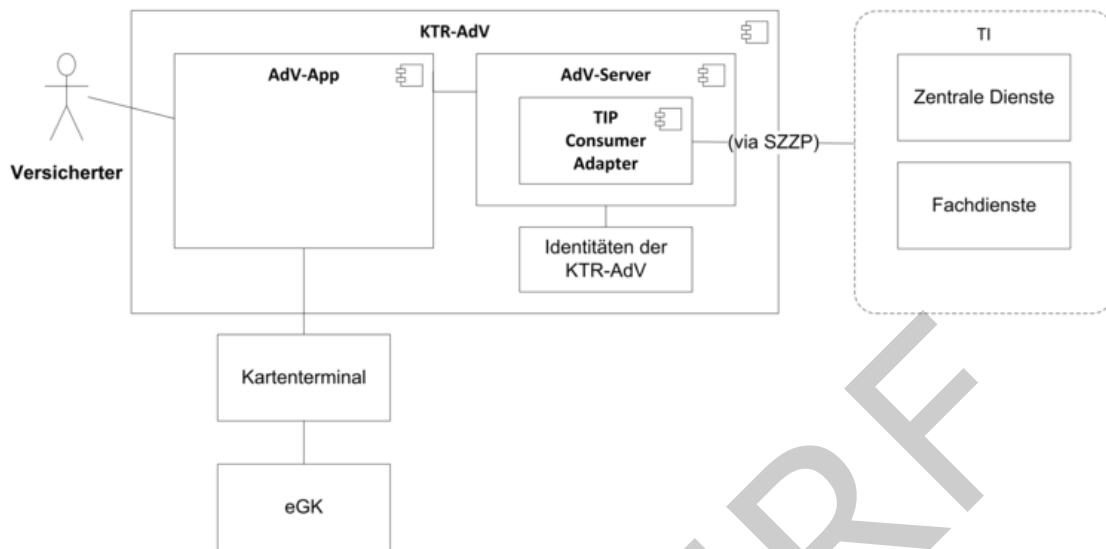 KTR-AdV
TI
AdV-App
AdV-Server
Zentrale Dienste
TIP
Consumer
Adapter
(via SZZP)
Versicherter
Fachdienste
Identitäten der
KTR-AdV
Kartenterminal
eGK